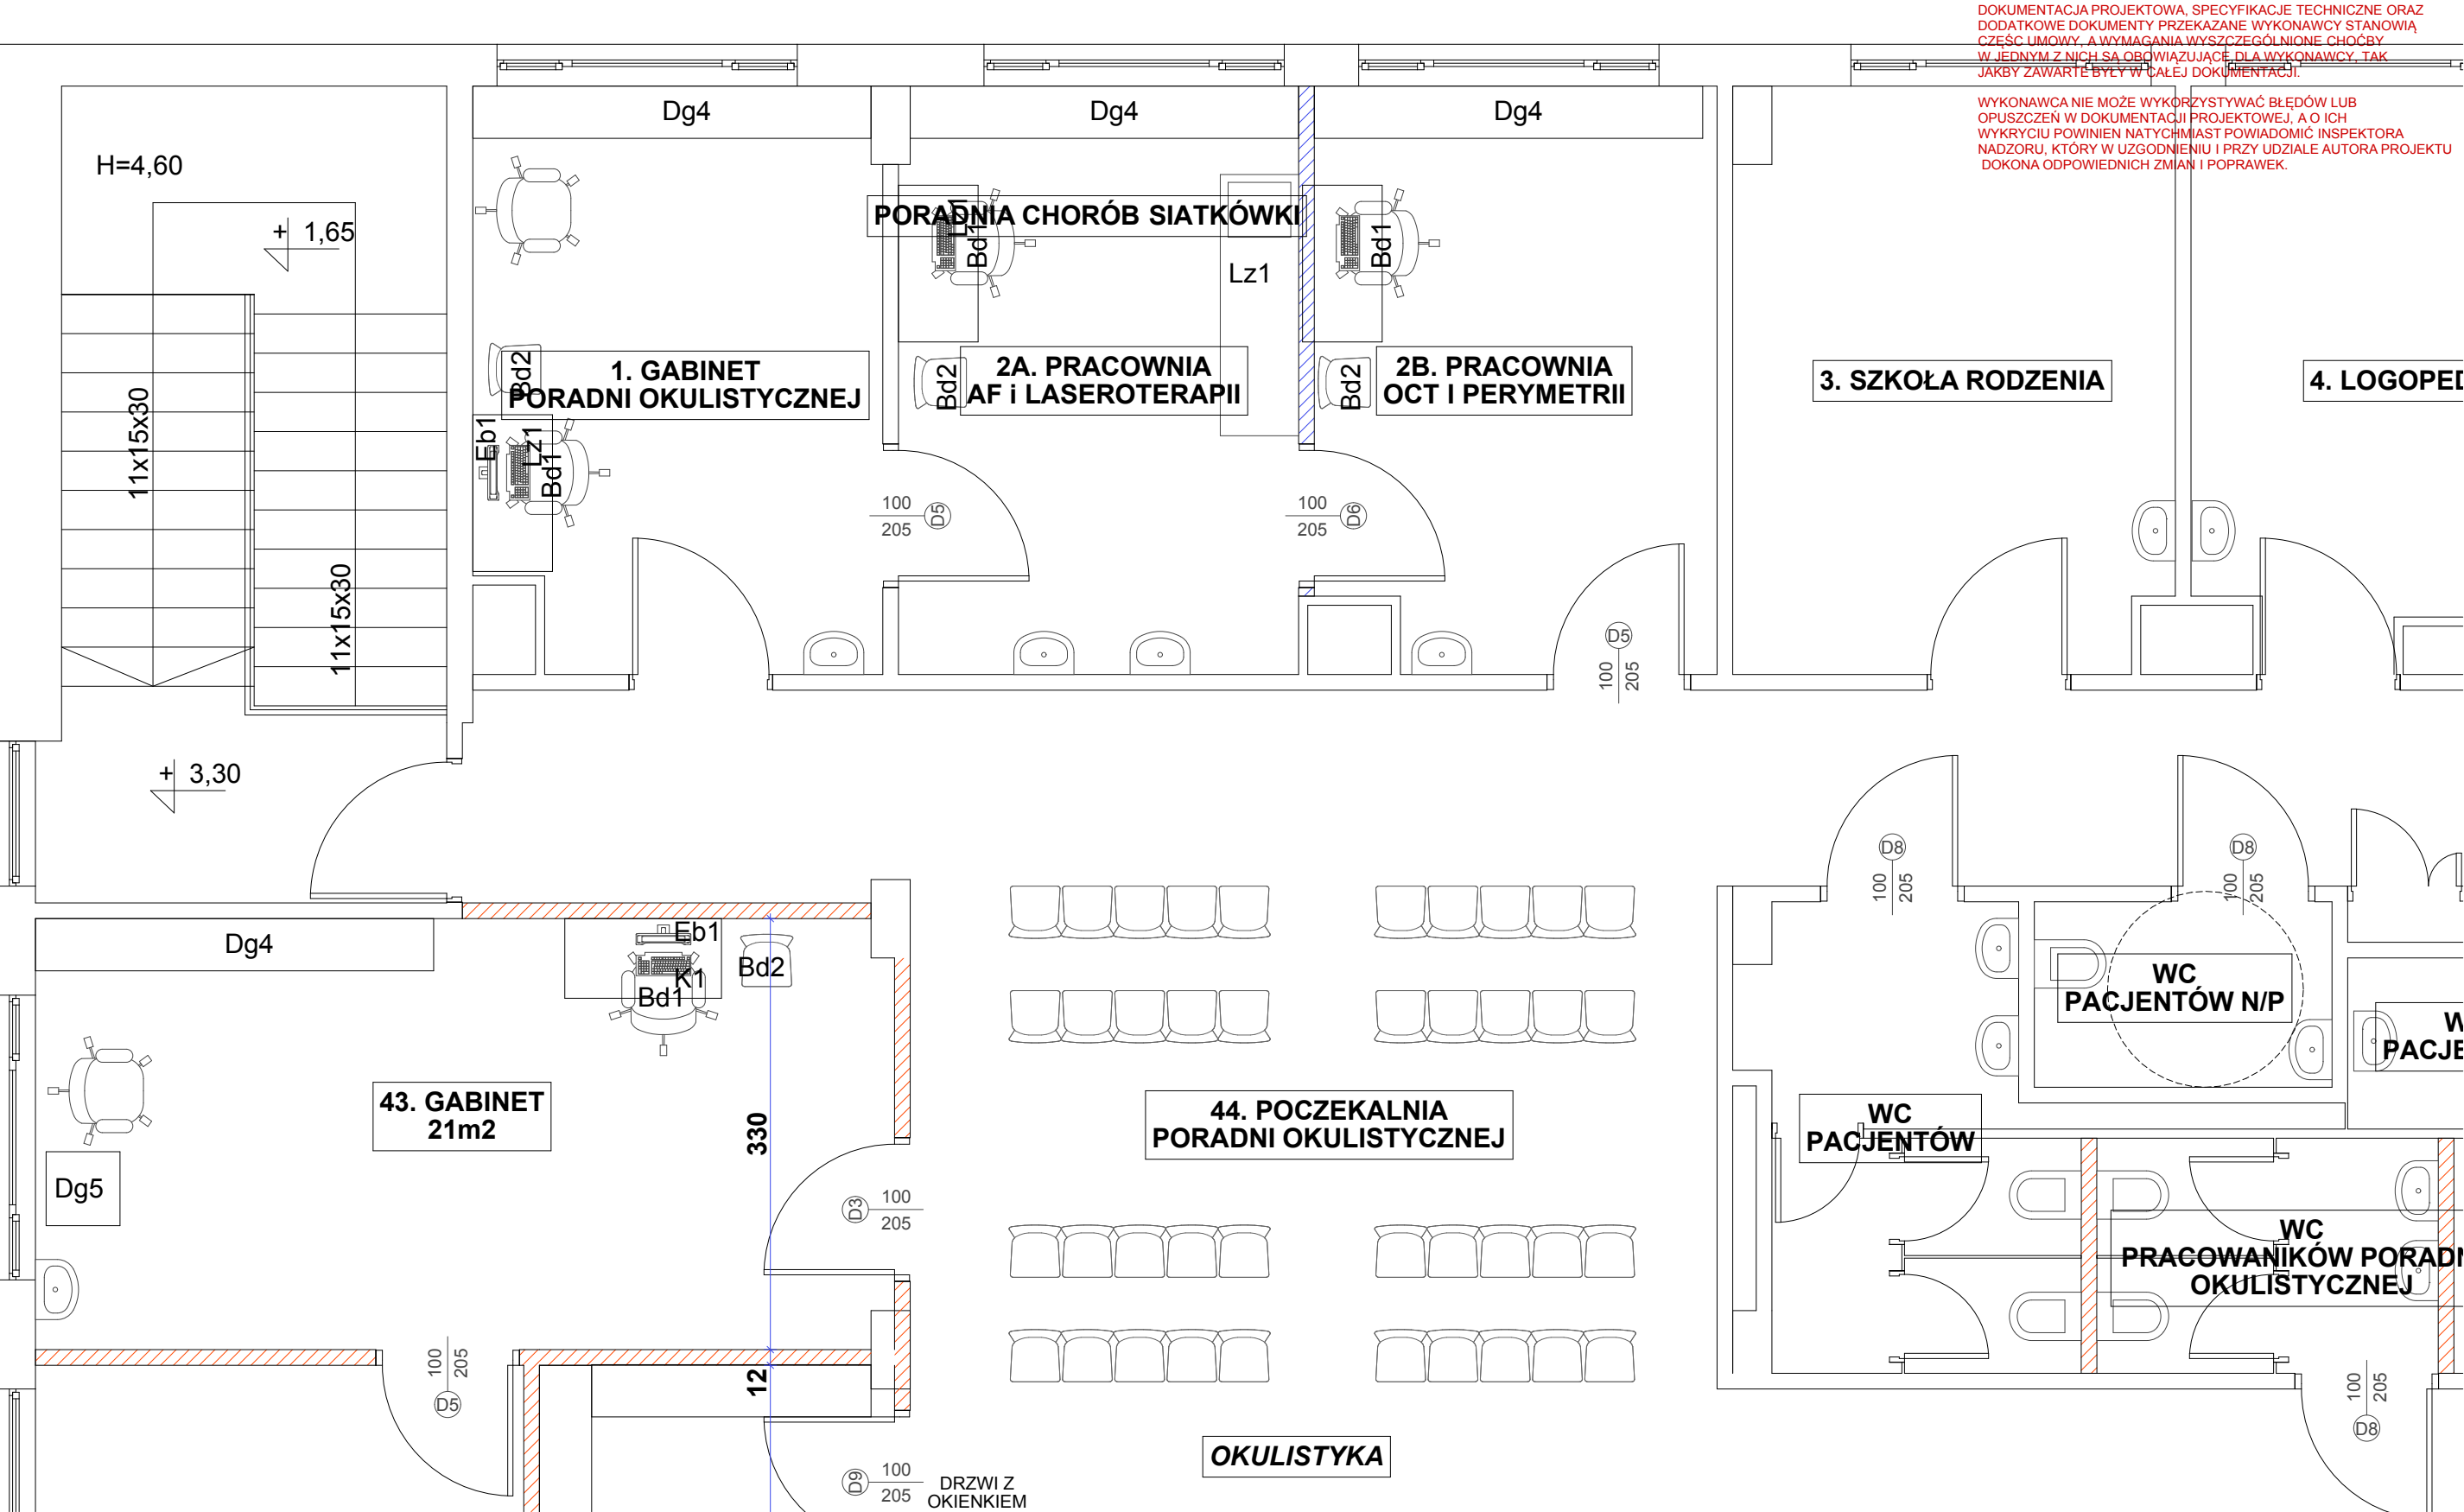 DOKUMENTACJA PROJEKTOWA, SPECYFIKACJE TECHNICZNE ORAZ
DODATKOWE DOKUMENTY PRZEKAZANE WYKONAWCY STANOWIĄ
CZĘŚC UMOWY, A WYMAGANIA WYSZCZEGÓLNIONE CHOĆBY
W JEDNYM Z NICH SĄ OBOWIĄZUJĄCE DLA WYKONAWCY, TAK
JAKBY ZAWARTE BYŁY W CAŁEJ DOKUMENTACJI.
WYKONAWCA NIE MOŻE WYKORZYSTYWAĆ BŁĘDÓW LUB
OPUSZCZEŃ W DOKUMENTACJI PROJEKTOWEJ, A O ICH
WYKRYCIU POWINIEN NATYCHMIAST POWIADOMIĆ INSPEKTORA
NADZORU, KTÓRY W UZGODNIENIU I PRZY UDZIALE AUTORA PROJEKTU
DOKONA ODPOWIEDNICH ZMIAN I POPRAWEK.
Dg4
Dg4
Dg4
H=4,60
+ 1,65
PORADNIA CHORÓB SIATKÓWKI
Lz1
Bd1
Lz1
Bd1
11x15x30
11x15x30
Bd2
1. GABINET
PORADNI OKULISTYCZNEJ
Bd2
2A. PRACOWNIA
AF i LASEROTERAPII
Bd2
2B. PRACOWNIA
OCT I PERYMETRII
3. SZKOŁA RODZENIA
4. LOGOPED
Eb1
Lz1
Bd1
100
205
D5
100
205
D6
D5
100
205
+ 3,30
D8
100
205
D8
100
205
Dg4
Eb1
K1
Bd1
Bd2
WC
PACJENTÓW N/P
W
PACJE
43. GABINET
21m2
330
44. POCZEKALNIA
PORADNI OKULISTYCZNEJ
WC
PACJENTÓW
Dg5
D3
100
205
WC
PRACOWANIKÓW PORADN
OKULISTYCZNEJ
100
205
D5
12
100
205
D8
OKULISTYKA
D9
100
205
DRZWI Z
OKIENKIEM